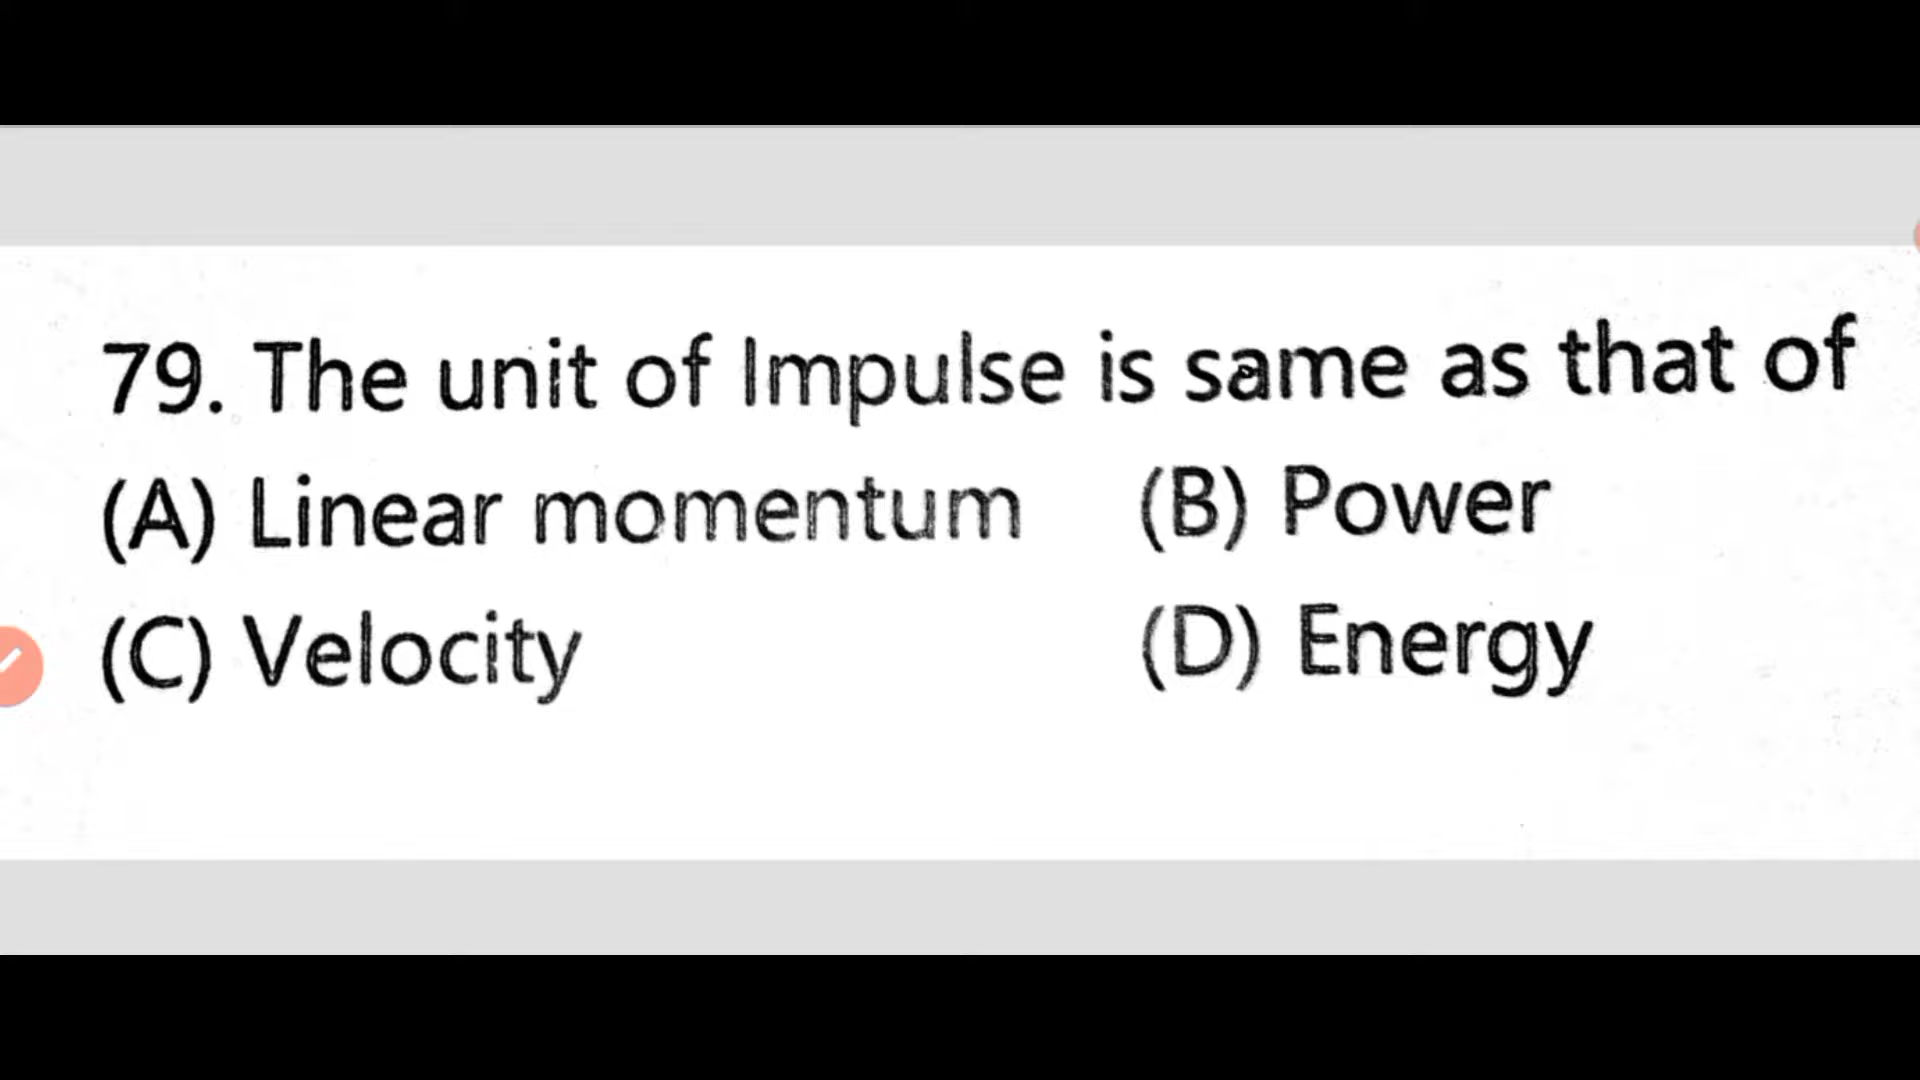 79. The unit of Impulse is same as that of
(A) Linear momentum (B) Power
(C) Velocity (D) Energy